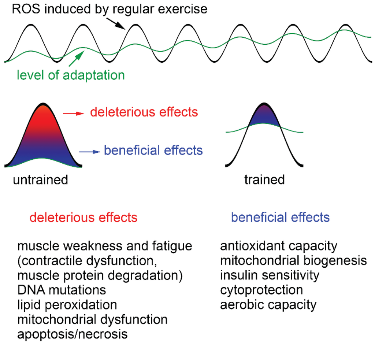 ROS induced by regular exercise
level of adaptation
deleterious effects
beneficial effects
untrained
trained
deleterious effects
muscle weakness and fatigue
(contractile dysfunction,
muscle protein degradation)
DNA mutations
lipid peroxidation
mitochondrial dysfunction
apoptosis/necrosis
beneficial effects
antioxidant capacity
mitochondrial biogenesis
insulin sensitivity
cytoprotection
aerobic capacity